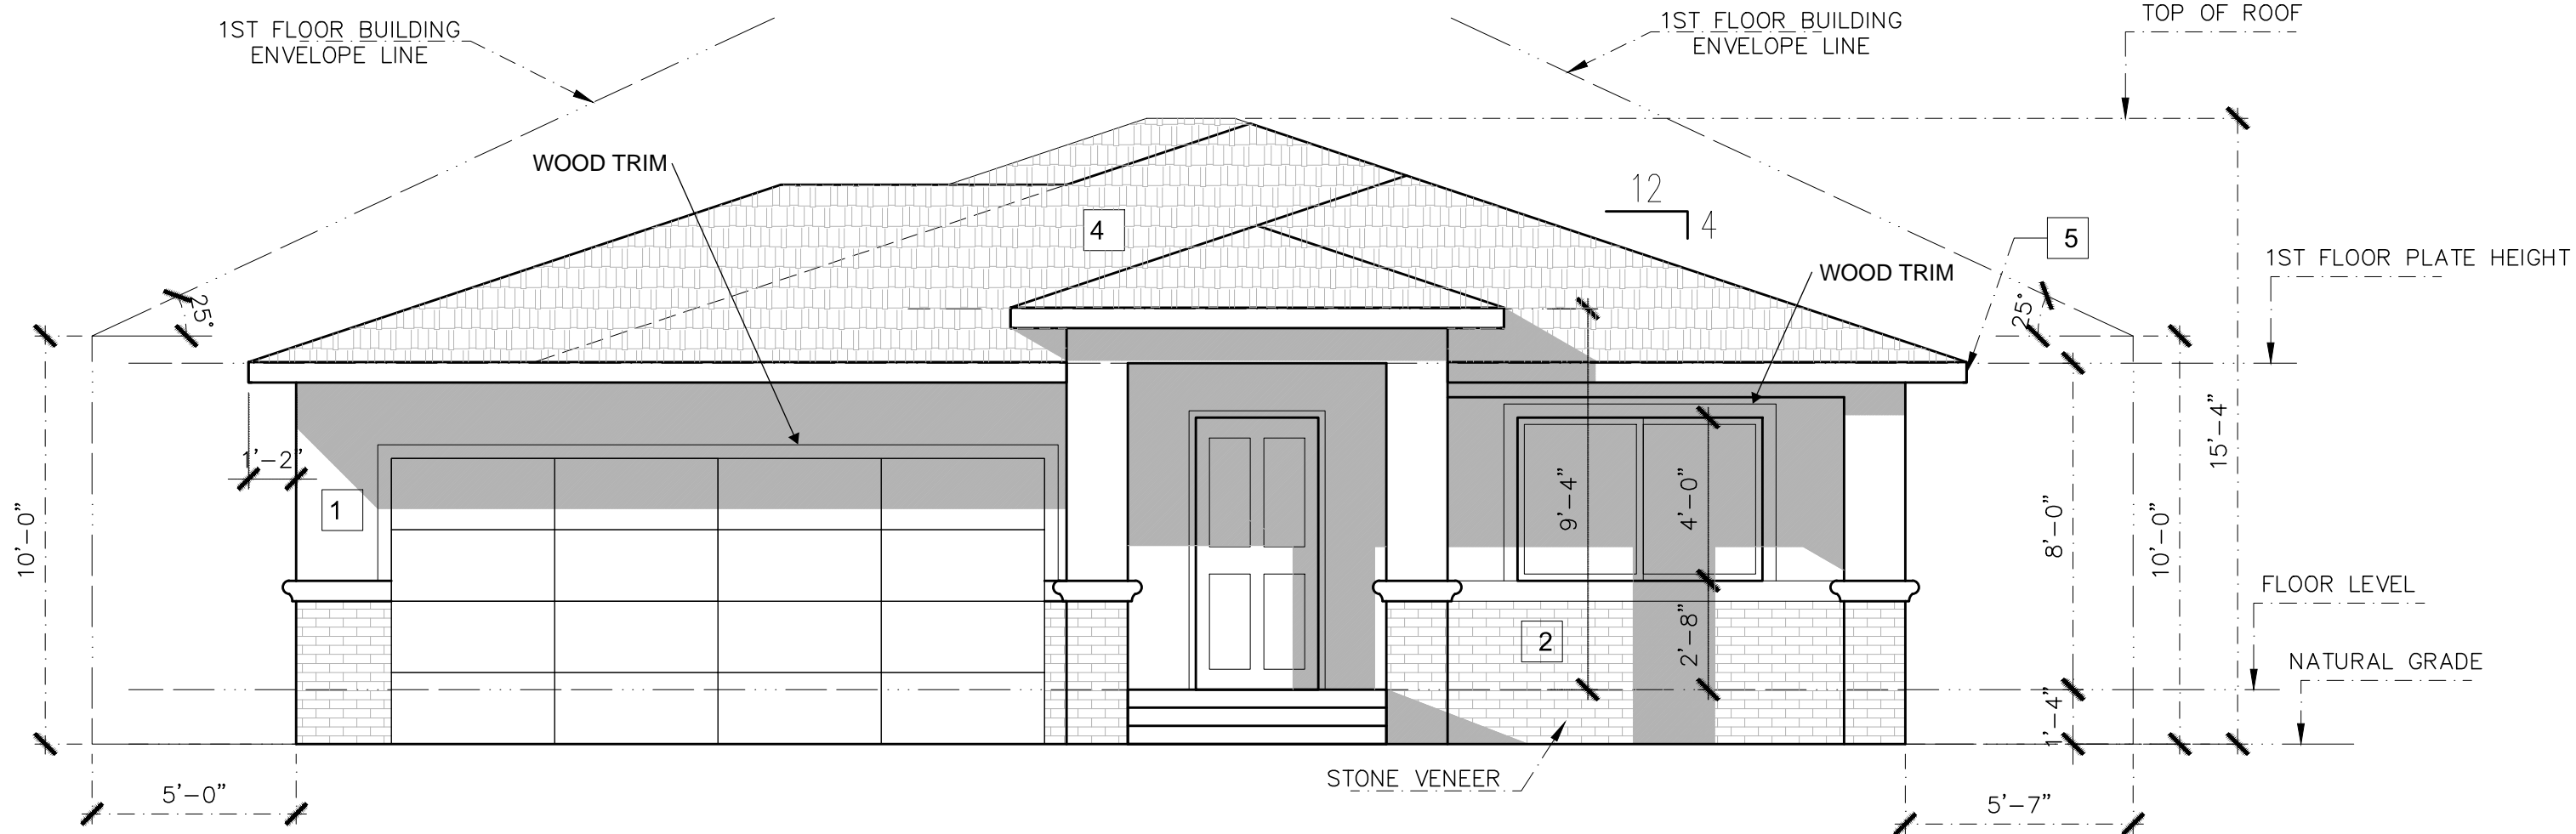 1ST FLOOR BUILDING
ENVELOPE LINE
1ST FLOOR BUILDING
ENVELOPE LINE
TOP OF ROOF
WOOD TRIM
12
4
4
5
1ST FLOOR PLATE HEIGHT
WOOD TRIM
25°
25°
1'-2"
1
10'-0"
9'-4"
4'-0"
8'-0"
10'-0"
15'-4"
FLOOR LEVEL
2
2'-8"
NATURAL GRADE
1'-4"
STONE VENEER
5'-0"
5'-7"